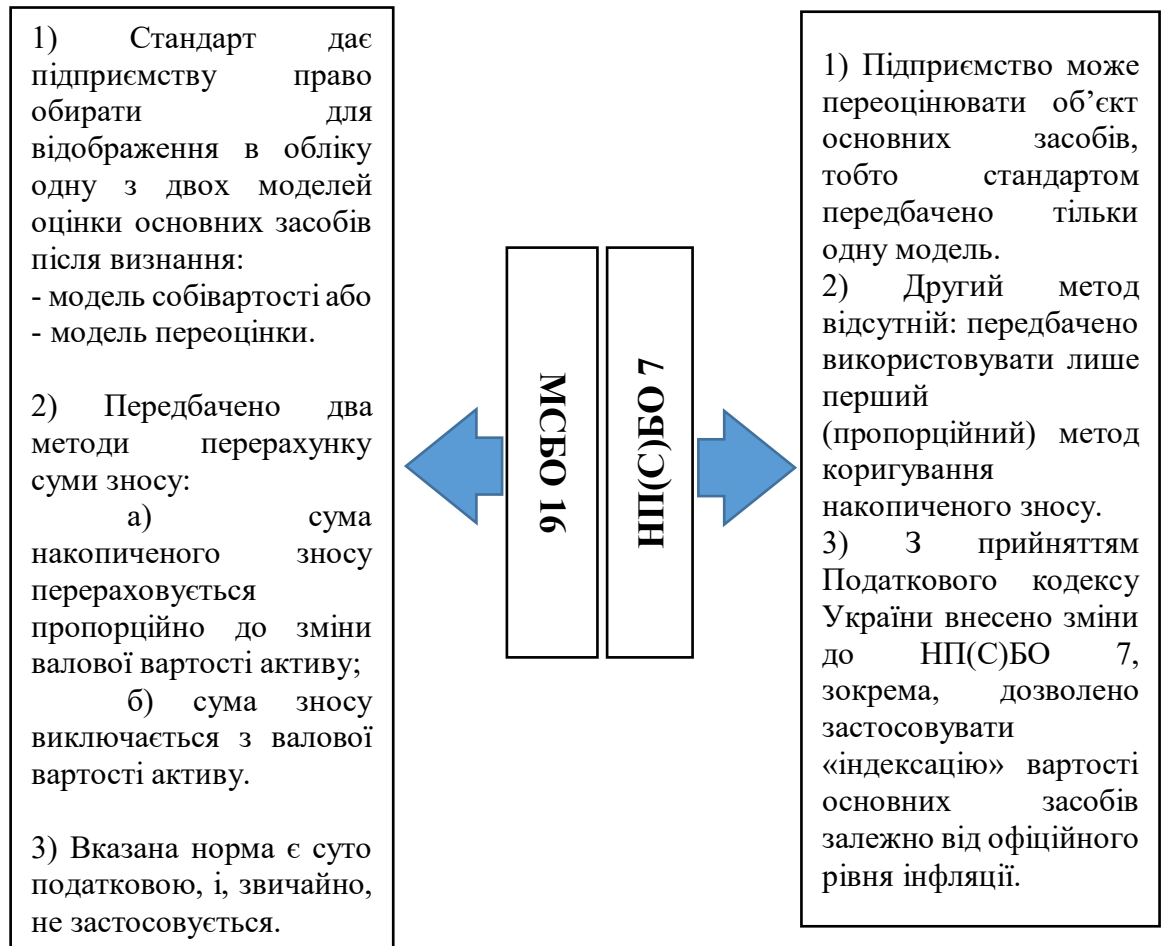 1) Стандарт дає
підприємству право
обирати для
відображення в обліку
одну з двох моделей
оцінки основних засобів
після визнання:
- модель собівартості або
- модель переоцінки.
2) Передбачено два
методи перерахунку
суми зносу:
а) сума
накопиченого зносу
перераховується
пропорційно до зміни
валової вартості активу;
б) сума зносу
виключається з валової
вартості активу.
3) Вказана норма є суто
податковою, і, звичайно,
не застосовується.
МСБО 16
НП(С)БО 7
1) Підприємство може
переоцінювати об’єкт
основних засобів,
тобто стандартом
передбачено тільки
одну модель.
2) Другий метод
відсутній: передбачено
використовувати лише
перший
(пропорційний) метод
коригування
накопиченого зносу.
3) З прийняттям
Податкового кодексу
України внесено зміни
до НП(С)БО 7,
зокрема, дозволено
застосовувати
«індексацію» вартості
основних засобів
залежно від офіційного
рівня інфляції.